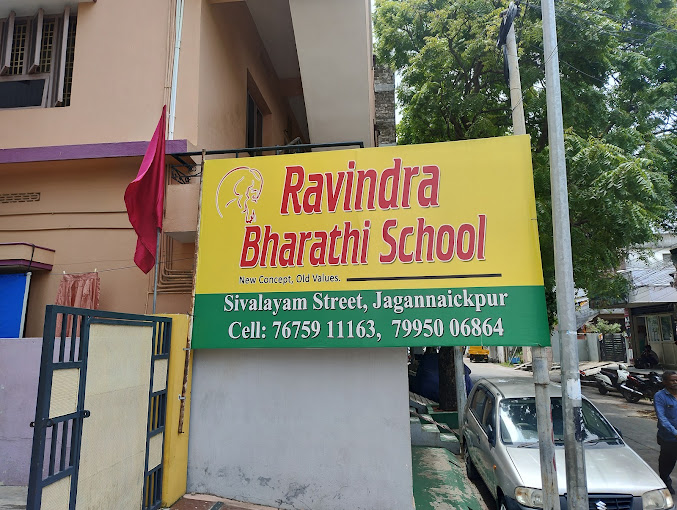 Ravindra
Bharathi School
New Concept, Old Values.
Sivalayam Street, Jagannaickpur
Cell: 76759 11163, 79950 06864